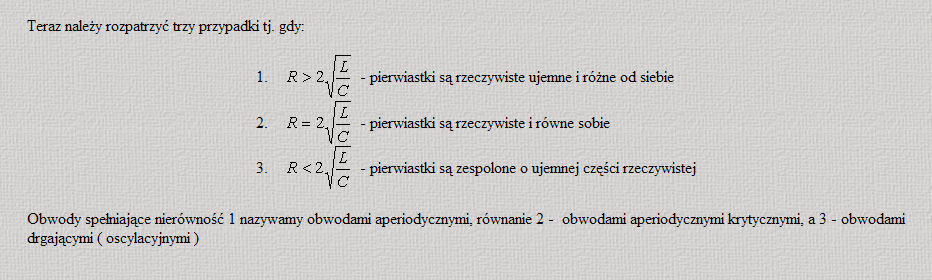 Teraz należy rozpatrzyć trzy przypadki tj. gdy:
1. R > 2√(L/C) - pierwiastki są rzeczywiste ujemne i różne od siebie
2. R = 2√(L/C) - pierwiastki są rzeczywiste i równe sobie
3. R < 2√(L/C) - pierwiastki są zespolone o ujemnej części rzeczywistej
Obwody spełniające nierówność 1 nazywamy obwodami aperiodycznymi, równanie 2 - obwodami aperiodycznymi krytycznymi, a 3 - obwodami
drgającymi ( oscylacyjnymi )